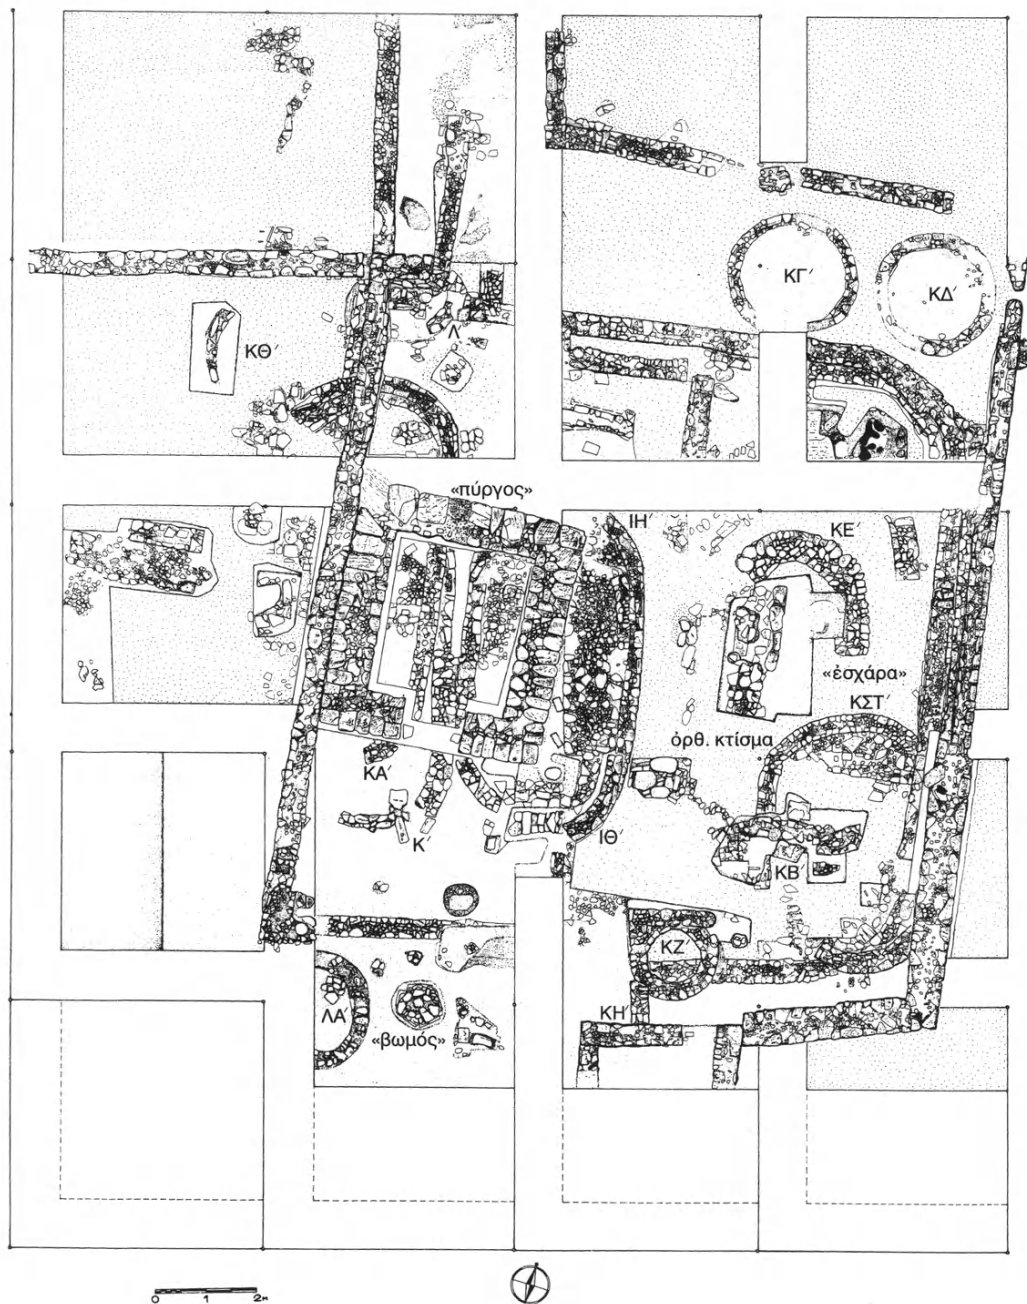 ΚΓ′
ΚΔ′
ΚΘ′
Λ′
«πύργος»
ΙΗ′
ΚΕ′
«ἐσχάρα»
ΚΣΤ′
ὀρθ. κτίσμα
ΚΑ′
Κ′
ΙΘ′
ΚΒ′
ΚΖ′
ΛΑ′
ΚΗ′
«βωμός»
0 1 2м